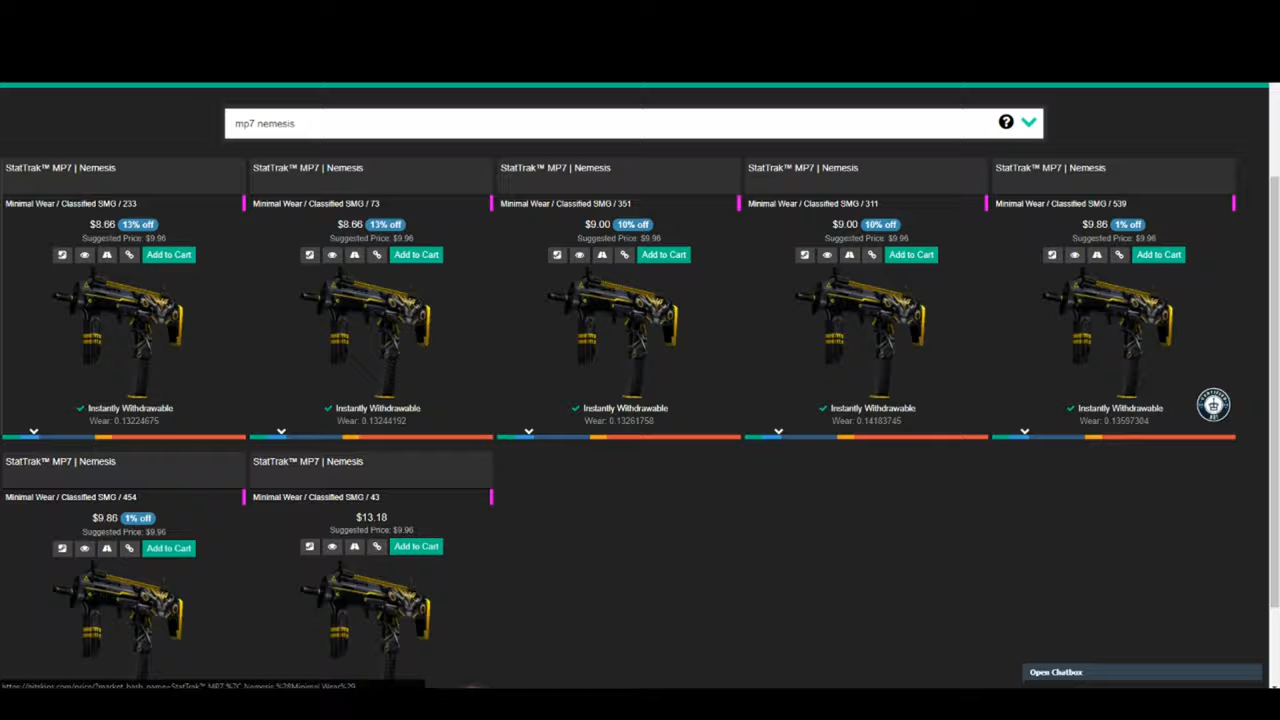 mp7 nemesis
StatTrak™ MP7 | Nemesis
Minimal Wear / Classified SMG / 233
$8.66 13% off
Suggested Price: $9.96
Add to Cart
Instantly Withdrawable
Wear: 0.13224675
StatTrak™ MP7 | Nemesis
Minimal Wear / Classified SMG / 73
$8.66 13% off
Suggested Price: $9.96
Add to Cart
Instantly Withdrawable
Wear: 0.13244192
StatTrak™ MP7 | Nemesis
Minimal Wear / Classified SMG / 351
$9.00 10% off
Suggested Price: $9.96
Add to Cart
Instantly Withdrawable
Wear: 0.13261758
StatTrak™ MP7 | Nemesis
Minimal Wear / Classified SMG / 311
$9.00 10% off
Suggested Price: $9.96
Add to Cart
Instantly Withdrawable
Wear: 0.14183745
StatTrak™ MP7 | Nemesis
Minimal Wear / Classified SMG / 539
$9.86 1% off
Suggested Price: $9.96
Add to Cart
Instantly Withdrawable
Wear: 0.13597304
StatTrak™ MP7 | Nemesis
Minimal Wear / Classified SMG / 454
$9.86 1% off
Suggested Price: $9.96
Add to Cart
StatTrak™ MP7 | Nemesis
Minimal Wear / Classified SMG / 43
$13.18
Suggested Price: $9.96
Add to Cart
Open Chatbox